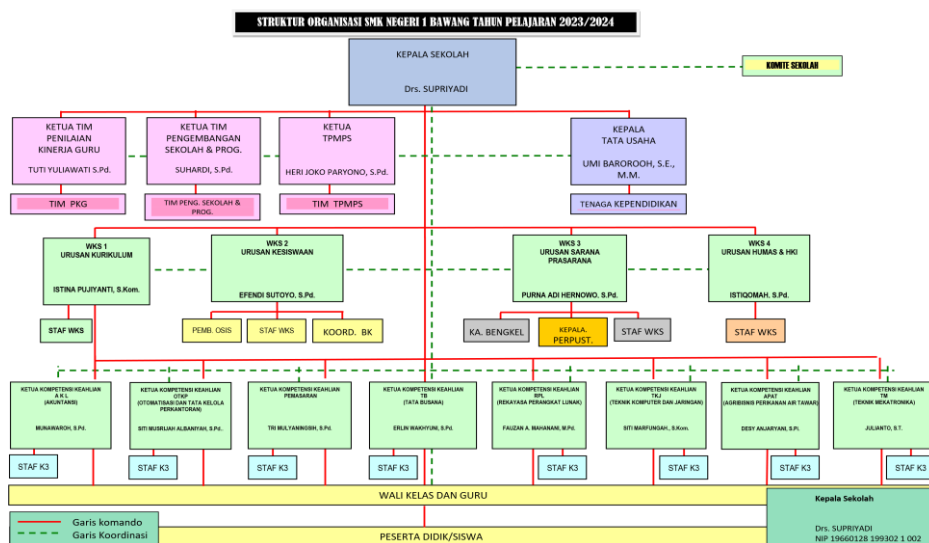 STRUKTUR ORGANISASI SMK NEGERI 1 BAWANG TAHUN PELAJARAN 2023/2024
KEPALA SEKOLAH
Drs. SUPRIYADI
KOMITE SEKOLAH
KETUA TIM
PENILAIAN
KINERJA GURU
TUTI YULIAWATI S.Pd.
KETUA TIM
PENGEMBANGAN
SEKOLAH & PROG.
SUHARDI, S.Pd.
KETUA
TPMPS
HERI JOKO PARYONO, S.Pd.
KEPALA
TATA USAHA
UMI BAROROOH, S.E.,
M.M.
TIM PKG
TIM PENG. SEKOLAH &
PROG.
TIM TPMPS
TENAGA KEPENDIDIKAN
WKS 1
URUSAN KURIKULUM
ISTINA PUJIYANTI, S.Kom.
WKS 2
URUSAN KESISWAAN
EFENDI SUTOYO, S.Pd.
WKS 3
URUSAN SARANA
PRASARANA
PURNA ADI HERNOWO, S.Pd.
WKS 4
URUSAN HUMAS & HKI
ISTIQOMAH, S.Pd.
STAF WKS
PEMB. OSIS
STAF WKS
KOORD. BK
KA. BENGKEL
KEPALA.
PERPUST.
STAF WKS
STAF WKS
KETUA KOMPETENSI KEAHLIAN
A K L
(AKUNTANSI)
MUNAWAROH, S.Pd.
KETUA KOMPETENSI KEAHLIAN
OTKP
(OTOMATISASI DAN TATA KELOLA
PERKANTORAN)
SITI MUSRIJAH ALBANIYAH, S.Pd.
KETUA KOMPETENSI KEAHLIAN
PEMASARAN
TRI MULYANINGSIH, S.Pd.
KETUA KOMPETENSI KEAHLIAN
TB
(TATA BUSANA)
ERLIN WAKHYUNI, S.Pd.
KETUA KOMPETENSI KEAHLIAN
RPL
(REKAYASA PERANGKAT LUNAK)
FAUZAN A. MAHANANI, M.Pd.
KETUA KOMPETENSI KEAHLIAN
TKJ
(TEKNIK KOMPUTER DAN JARINGAN)
SITI MARFUNGAH., S.Kom.
KETUA KOMPETENSI KEAHLIAN
APAT
(AGRIBISNIS PERIKANAN AIR TAWAR)
DESY ANJARYANI, S.Pi.
KETUA KOMPETENSI KEAHLIAN
TM
(TEKNIK MEKATRONIKA)
JULIANTO, S.T.
STAF K3
STAF K3
STAF K3
STAF K3
STAF K3
STAF K3
WALI KELAS DAN GURU
Garis komando
Garis Koordinasi
PESERTA DIDIK/SISWA
Kepala Sekolah
Drs. SUPRIYADI
NIP 19660128 199302 1 002